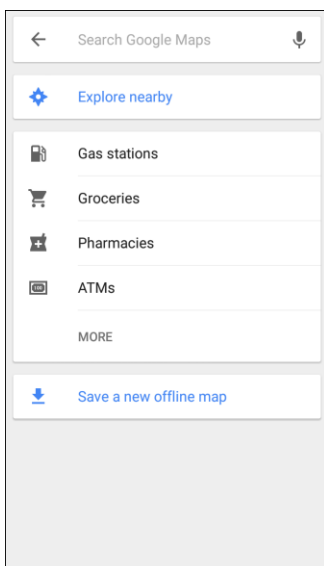 Search Google Maps
Explore nearby
Gas stations
Groceries
Pharmacies
ATMs
MORE
Save a new offline map